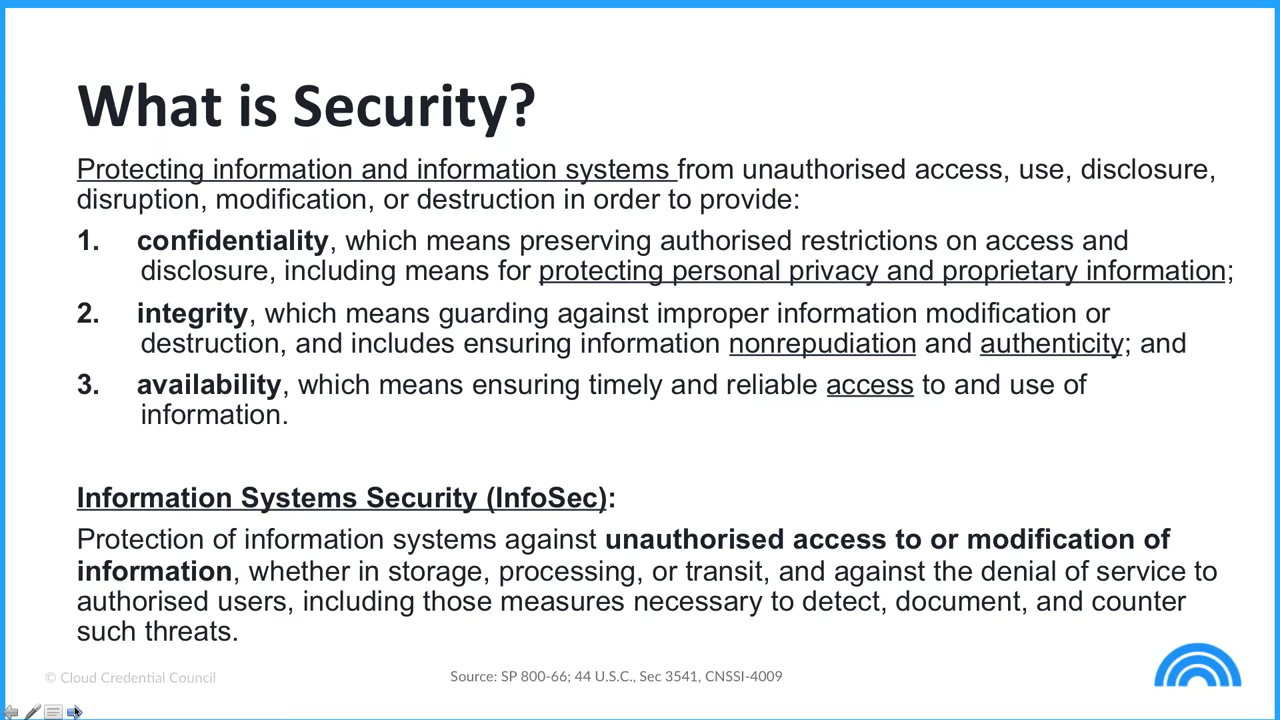 What is Security?
Protecting information and information systems from unauthorised access, use, disclosure,
disruption, modification, or destruction in order to provide:
1. confidentiality, which means preserving authorised restrictions on access and
disclosure, including means for protecting personal privacy and proprietary information;
2. integrity, which means guarding against improper information modification or
destruction, and includes ensuring information nonrepudiation and authenticity; and
3. availability, which means ensuring timely and reliable access to and use of
information.
Information Systems Security (InfoSec):
Protection of information systems against unauthorised access to or modification of
information, whether in storage, processing, or transit, and against the denial of service to
authorised users, including those measures necessary to detect, document, and counter
such threats.
© Cloud Credential Council
Source: SP 800-66; 44 U.S.C., Sec 3541, CNSSI-4009